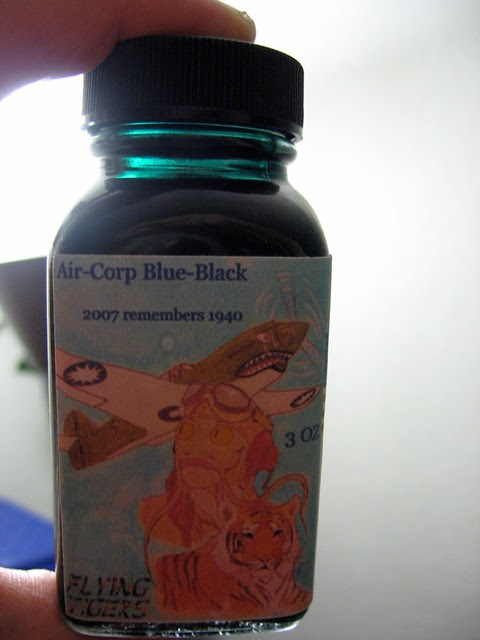 Air-Corp Blue-Black
2007 remembers 1940
3 OZ
FLYING
TIGERS